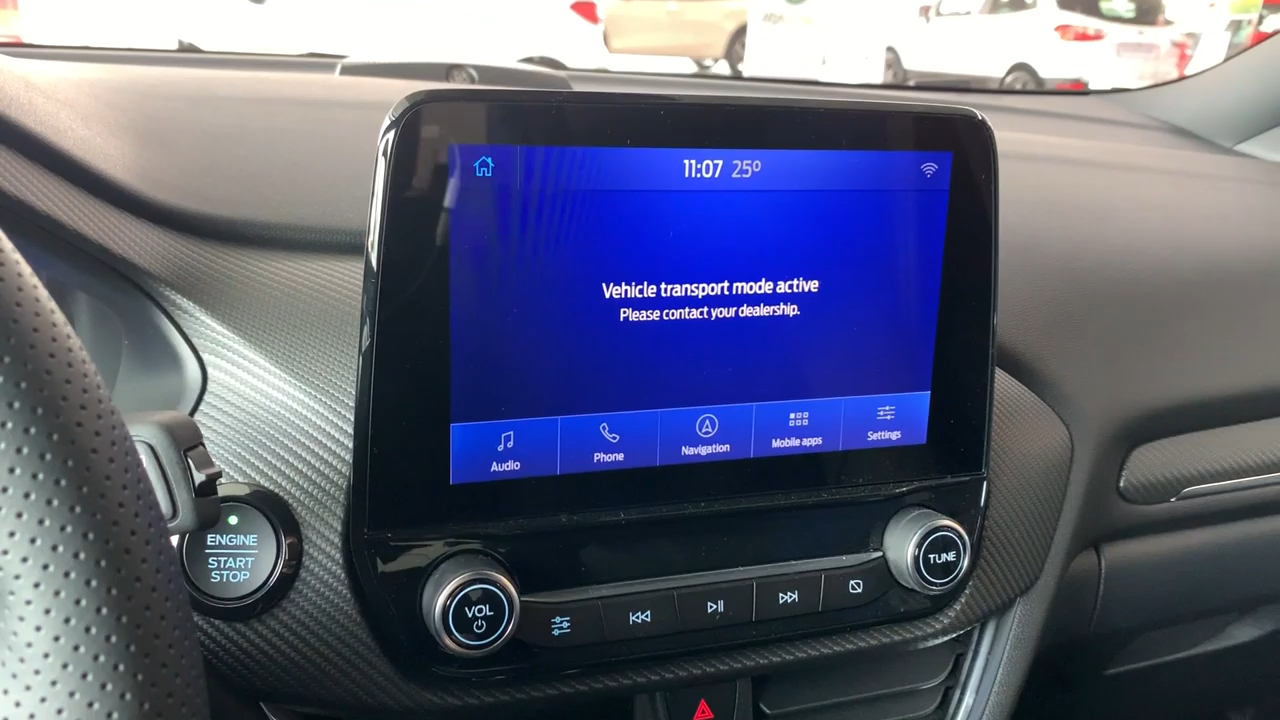 11:07 25°
Vehicle transport mode active
Please contact your dealership.
Audio
Phone
Navigation
Mobile apps
Settings
ENGINE
START
STOP
VOL
TUNE